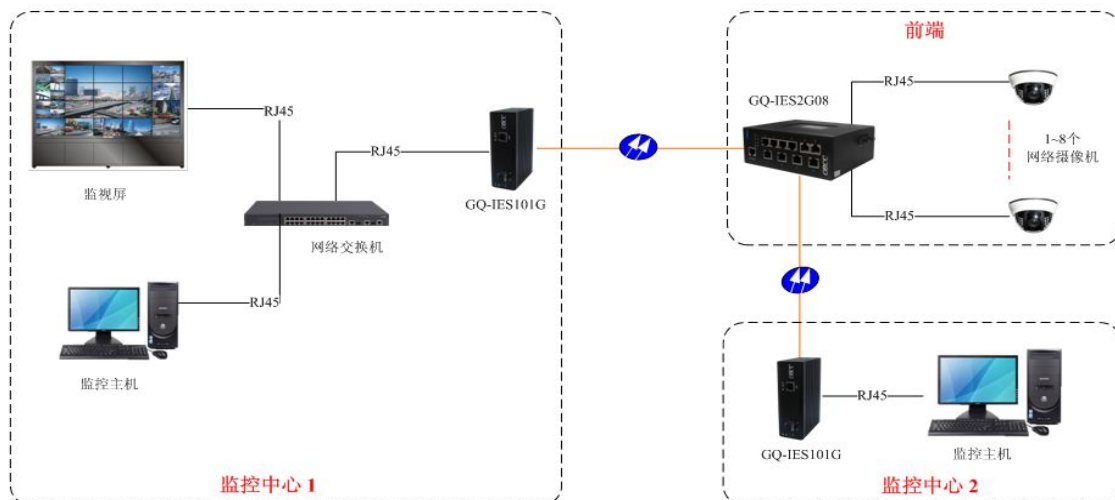 前端
RJ45
GQ-IES2G08
1~8个
网络摄像机
RJ45
RJ45
RJ45
GQ-IES101G
监视屏
网络交换机
RJ45
监控主机
监控中心 1
RJ45
GQ-IES101G
监控主机
监控中心 2